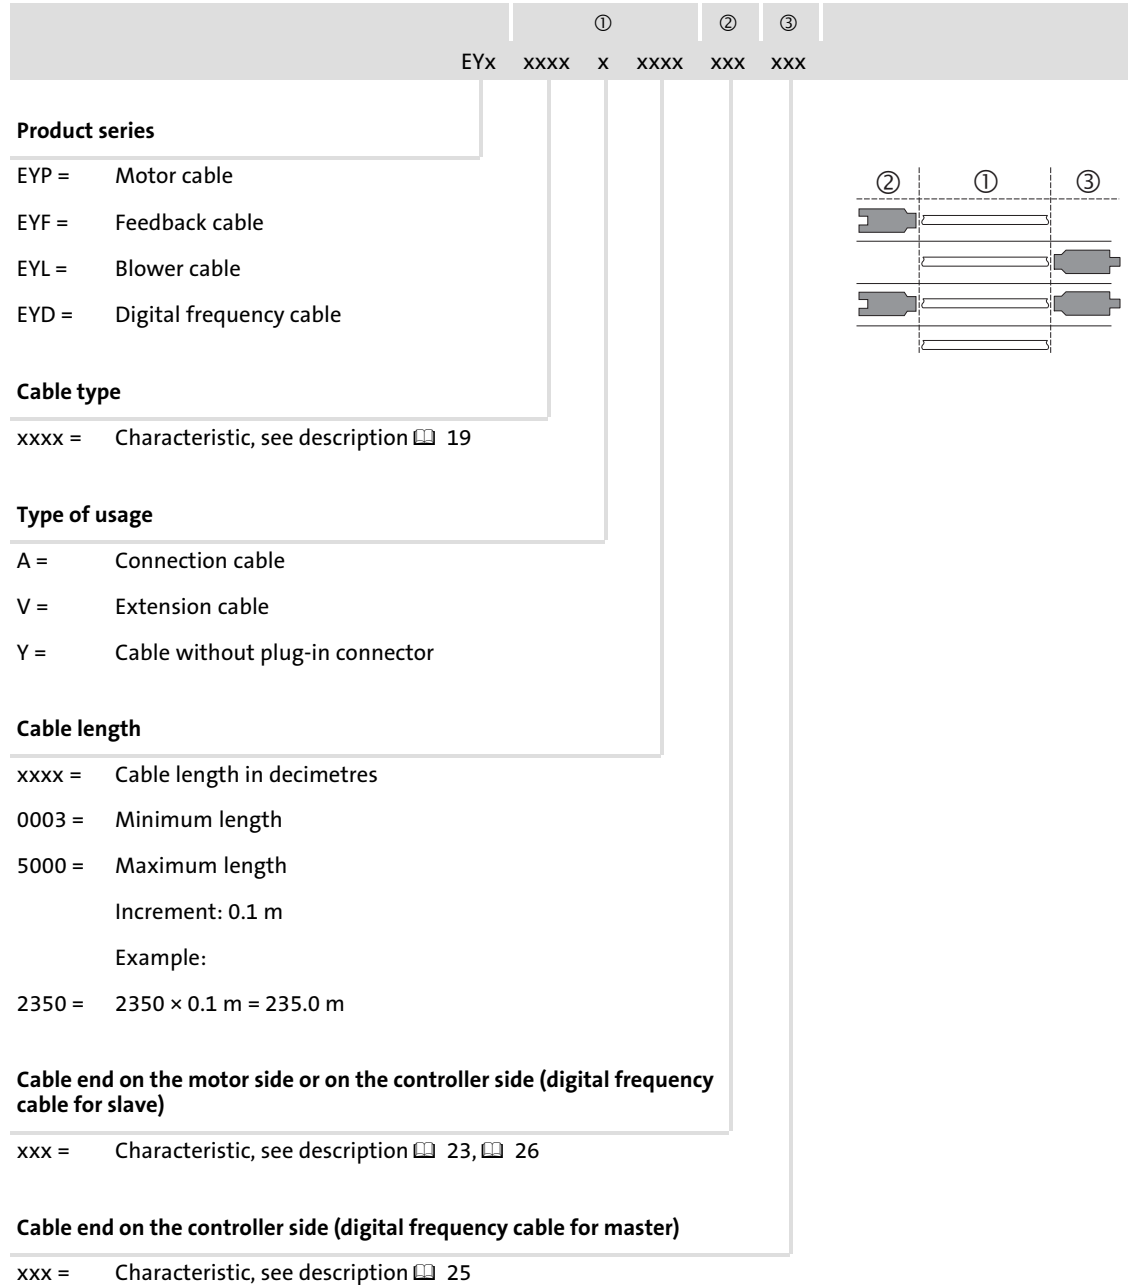 ① ② ③
EYx xxxx x xxxx xxx xxx
Product series
EYP = Motor cable
EYF = Feedback cable
EYL = Blower cable
EYD = Digital frequency cable
② ① ③
Cable type
xxxx = Characteristic, see description 🕮 19
Type of usage
A = Connection cable
V = Extension cable
Y = Cable without plug-in connector
Cable length
xxxx = Cable length in decimetres
0003 = Minimum length
5000 = Maximum length
Increment: 0.1 m
Example:
2350 = 2350 × 0.1 m = 235.0 m
Cable end on the motor side or on the controller side (digital frequency
cable for slave)
xxx = Characteristic, see description 🕮 23, 🕮 26
Cable end on the controller side (digital frequency cable for master)
xxx = Characteristic, see description 🕮 25